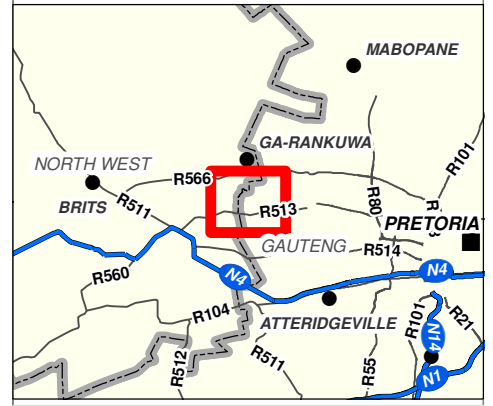 MABOPANE
R101
GA-RANKUWA
NORTH WEST
R566
BRITS
R511
R513
R80
PRETORIA
GAUTENG
R514
N4
R560
N4
R104
ATTERIDGEVILLE
R101
R21
N14
R512
R511
R55
N1